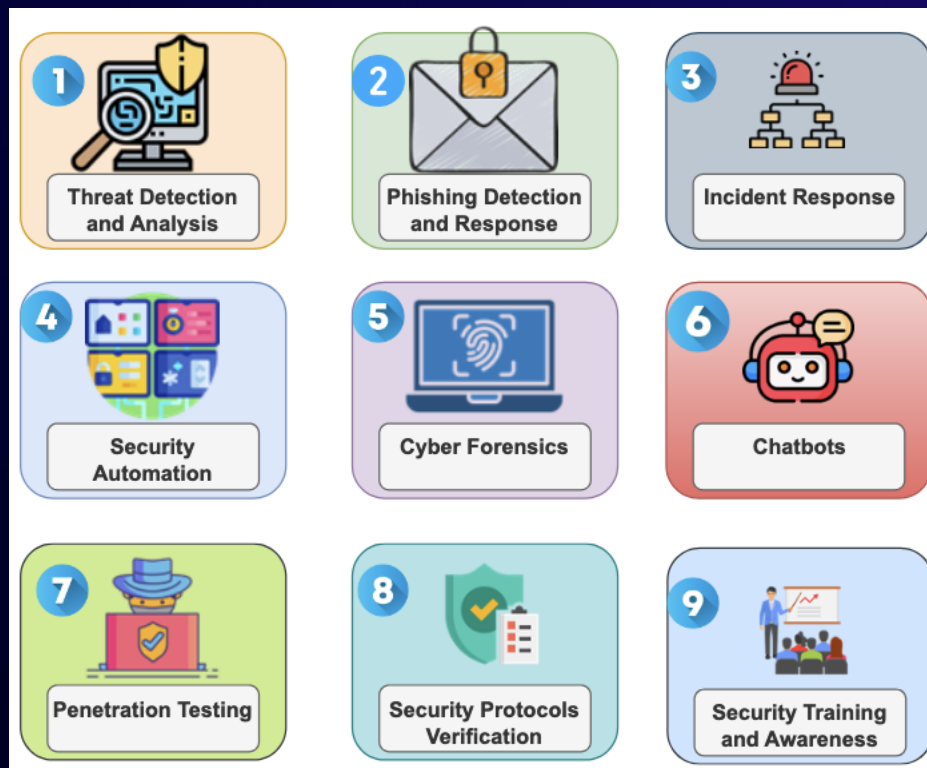 1
Threat Detection
and Analysis
2
Phishing Detection
and Response
3
Incident Response
4
Security
Automation
5
Cyber Forensics
6
Chatbots
7
Penetration Testing
8
Security Protocols
Verification
9
Security Training
and Awareness